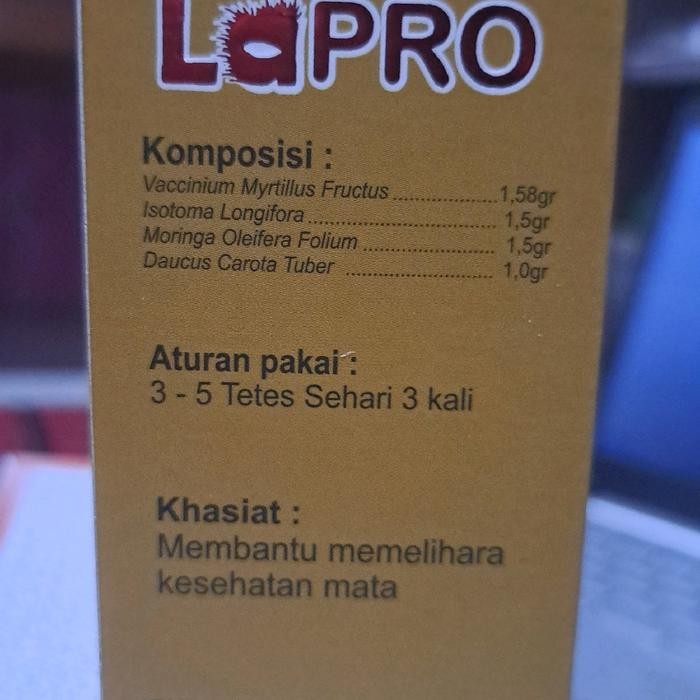 LaPRO
Komposisi :
Vaccinium Myrtillus Fructus ..................1,58gr
Isotoma Longifora ................................. 1,5gr
Moringa Oleifera Folium ....................... 1,5gr
Daucus Carota Tuber .......................... 1,0gr
Aturan pakai :
3 - 5 Tetes Sehari 3 kali
Khasiat :
Membantu memelihara
kesehatan mata